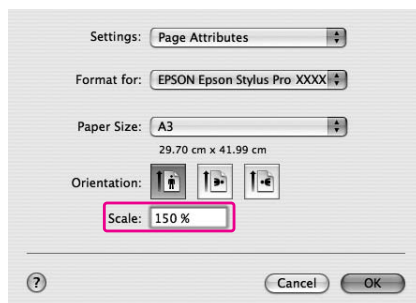 Settings: Page Attributes
Format for: EPSON Epson Stylus Pro XXXX
Paper Size: A3
29.70 cm x 41.99 cm
Orientation:
Scale: 150 %
? Cancel OK